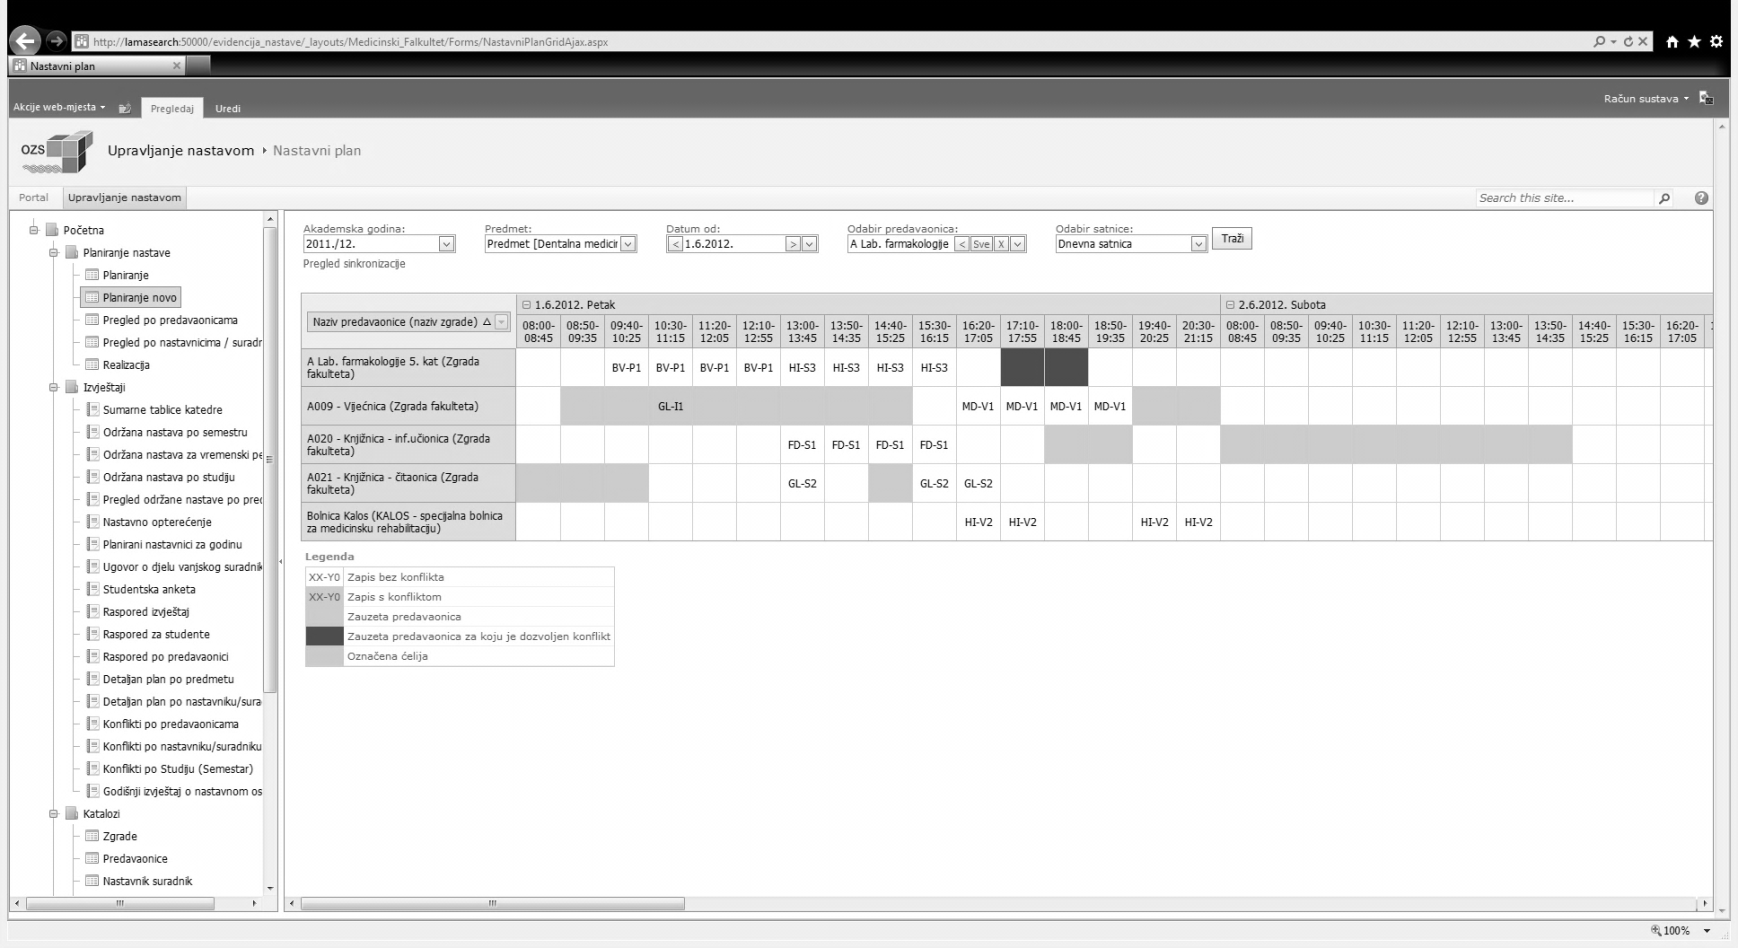 http://lamasearch:50000/evidencija_nastave/_layouts/Medicinski_Falkultet/Forms/NastavniPlanGridAjax.aspx
Nastavni plan
Akcije web-mjesta
Pregledaj
Uredi
Račun sustava
OZS
Upravljanje nastavom Nastavni plan
Portal
Upravljanje nastavom
Search this site...
Početna
Planiranje nastave
Planiranje
Planiranje novo
Pregled po predavaonicama
Pregled po nastavnicima / suradr
Realizacija
Izvještaji
Sumarne tablice katedre
Održana nastava po semestru
Održana nastava za vremenski pe
Održana nastava po studiju
Pregled održane nastave po pred
Nastavno opterećenje
Planirani nastavnici za godinu
Ugovor o djelu vanjskog suradnik
Studentska anketa
Raspored izvještaj
Raspored za studente
Raspored po predavaonici
Detaljan plan po predmetu
Detaljan plan po nastavniku/sura
Konflikti po predavaonicama
Konflikti po nastavniku/suradniku
Konflikti po Studiju (Semestar)
Godišnji izvještaj o nastavnom os
Katalozi
Zgrade
Predavaonice
Nastavnik suradnik
Akademska godina: Predmet: Datum od: Odabir predavaonica: Odabir satnice:
2011./12. Predmet [Dentalna medicir < 1.6.2012. > A Lab. farmakologije < Sve X Dnevna satnica Traži
Pregled sinkronizacije
1.6.2012. Petak 2.6.2012. Subota
Naziv predavaonice (naziv zgrade)
08:00- 08:50- 09:40- 10:30- 11:20- 12:10- 13:00- 13:50- 14:40- 15:30- 16:20- 17:10- 18:00- 18:50- 19:40- 20:30- 08:00- 08:50- 09:40- 10:30- 11:20- 12:10- 13:00- 13:50- 14:40- 15:30- 16:20-
08:45 09:35 10:25 11:15 12:05 12:55 13:45 14:35 15:25 16:15 17:05 17:55 18:45 19:35 20:25 21:15 08:45 09:35 10:25 11:15 12:05 12:55 13:45 14:35 15:25 16:15 17:05
A Lab. farmakologije 5. kat (Zgrada
fakulteta)
BV-P1 BV-P1 BV-P1 BV-P1 HI-S3 HI-S3 HI-S3 HI-S3
A009 - Vijećnica (Zgrada fakulteta)
GL-I1 MD-V1 MD-V1 MD-V1 MD-V1
A020 - Knjižnica - inf.učionica (Zgrada
fakulteta)
FD-S1 FD-S1 FD-S1 FD-S1
A021 - Knjižnica - čitaonica (Zgrada
fakulteta)
GL-S2 GL-S2 GL-S2
Bolnica Kalos (KALOS - specijalna bolnica
za medicinsku rehabilitaciju)
HI-V2 HI-V2 HI-V2 HI-V2
Legenda
XX-Y0 Zapis bez konflikta
XX-Y0 Zapis s konfliktom
Zauzeta predavaonica
Zauzeta predavaonica za koju je dozvoljen konflikt
Označena ćelija
100%